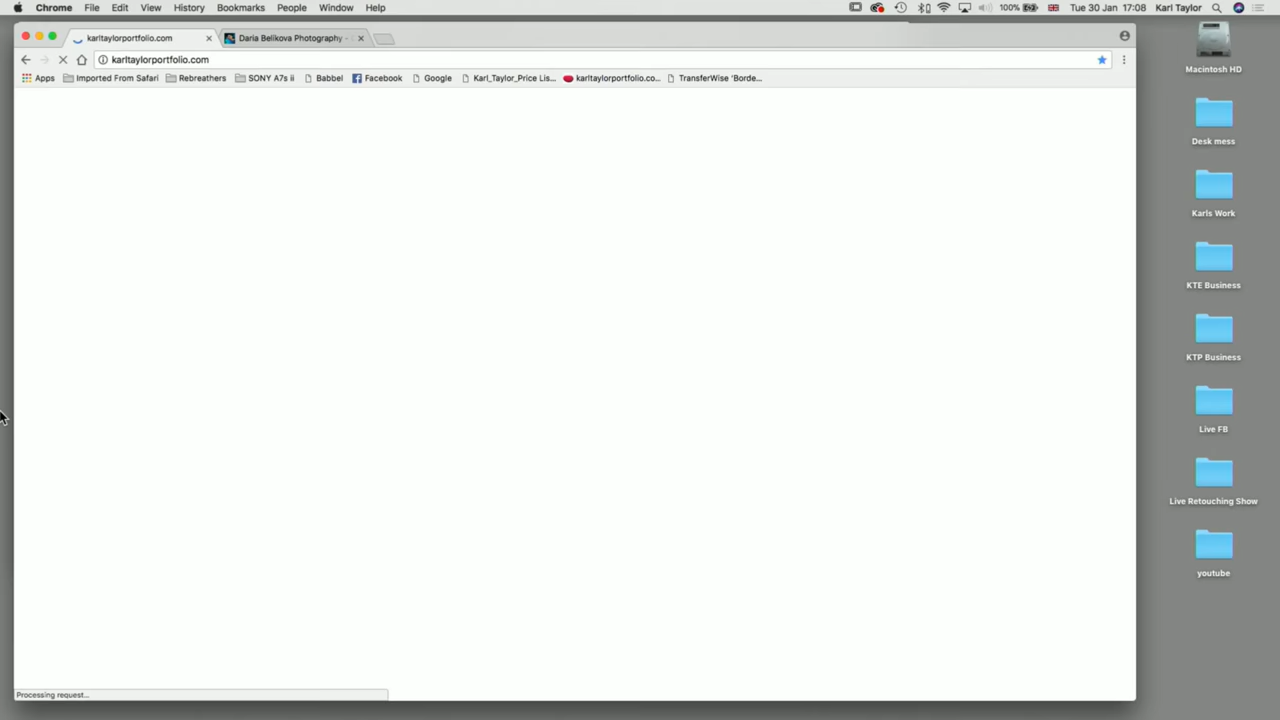 Chrome File Edit View History Bookmarks People Window Help 100% Tue 30 Jan 17:08 Karl Taylor
karltaylorportfolio.com Daria Belikova Photography -
karltaylorportfolio.com
Apps Imported From Safari Rebreathers SONY A7s ii Babbel Facebook Google Karl_Taylor_Price Lis... karltaylorportfolio.co... TransferWise 'Borde...
Macintosh HD
Desk mess
Karls Work
KTE Business
KTP Business
Live FB
Live Retouching Show
youtube
Processing request...